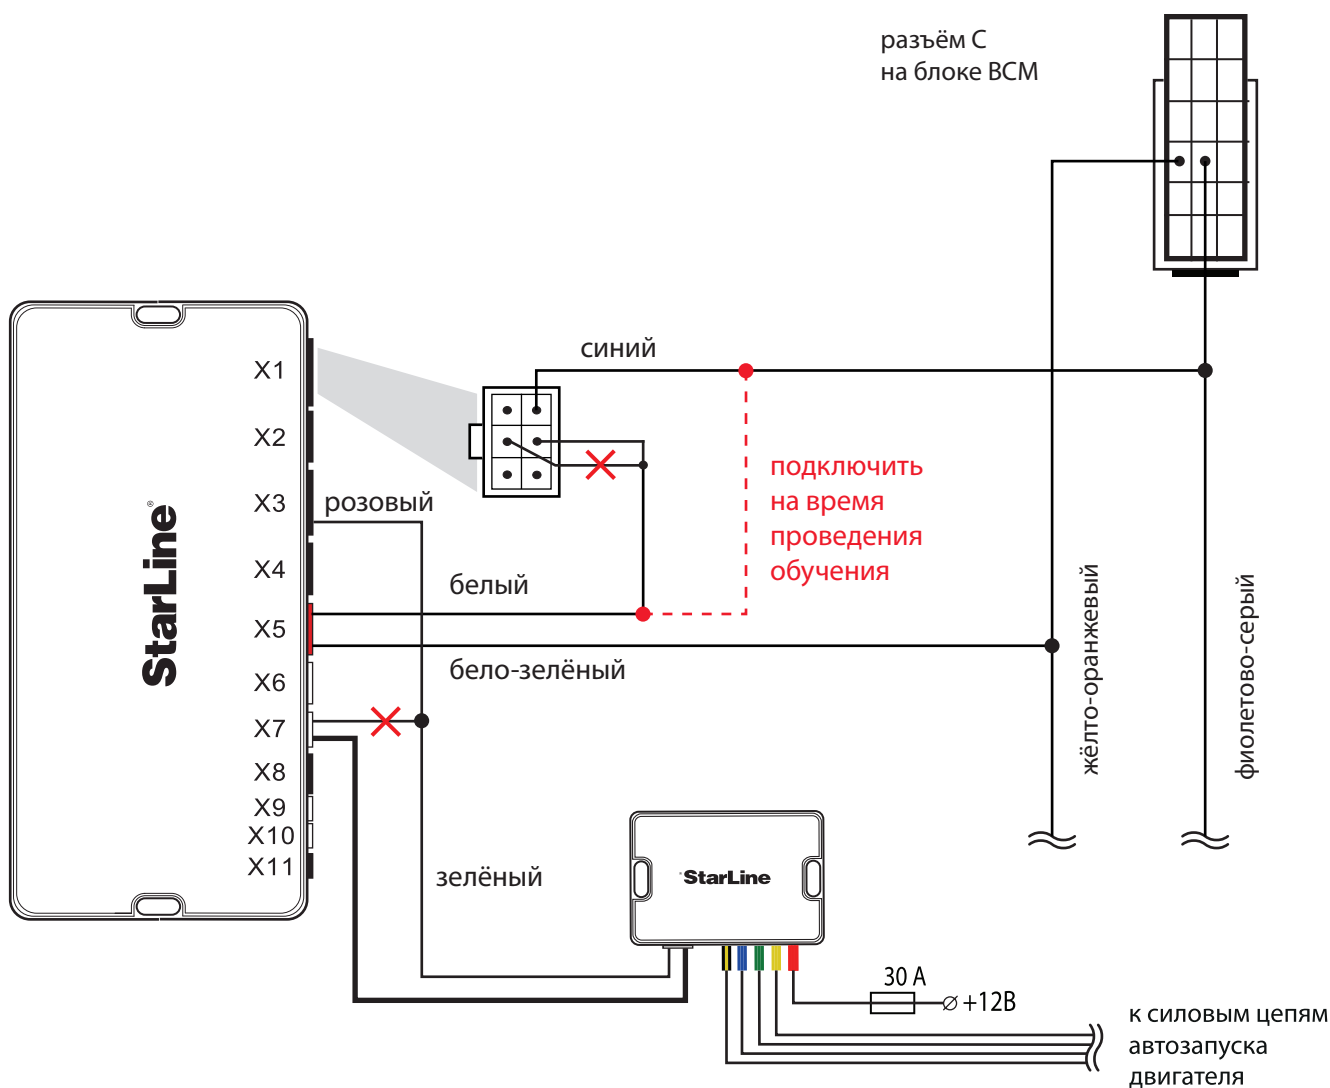 разъём С
на блоке BCM
X1
X2
X3
X4
X5
X6
X7
X8
X9
X10
X11
StarLine®
синий
розовый
белый
бело-зелёный
зелёный
подключить
на время
проведения
обучения
жёлто-оранжевый
фиолетово-серый
StarLine
30 А
+12В
к силовым цепям
автозапуска
двигателя